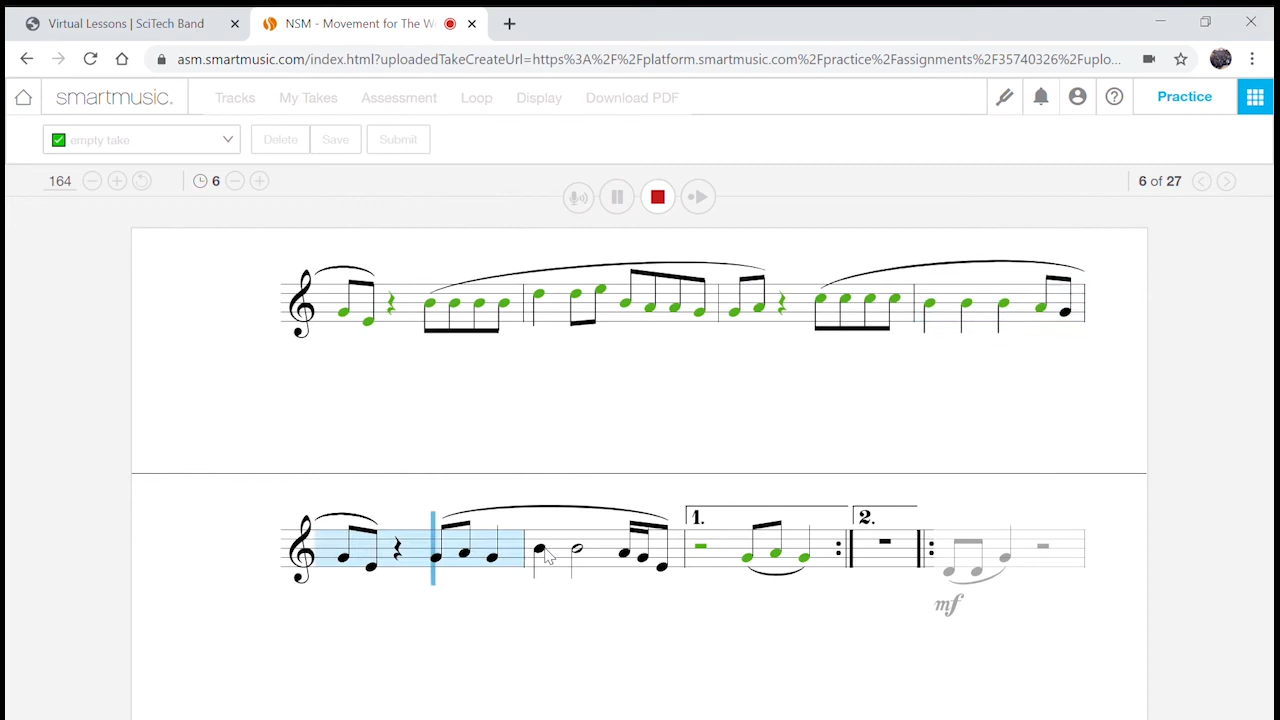 Virtual Lessons | SciTech Band
NSM - Movement for The W
asm.smartmusic.com/index.html?uploadedTakeCreateUrl=https%3A%2F%2Fplatform.smartmusic.com%2Fpractice%2Fassignments%2F35740326%2Fuplo...
smartmusic. Tracks My Takes Assessment Loop Display Download PDF Practice
empty take Delete Save Submit
164 6 6 of 27
1. 2.
mf